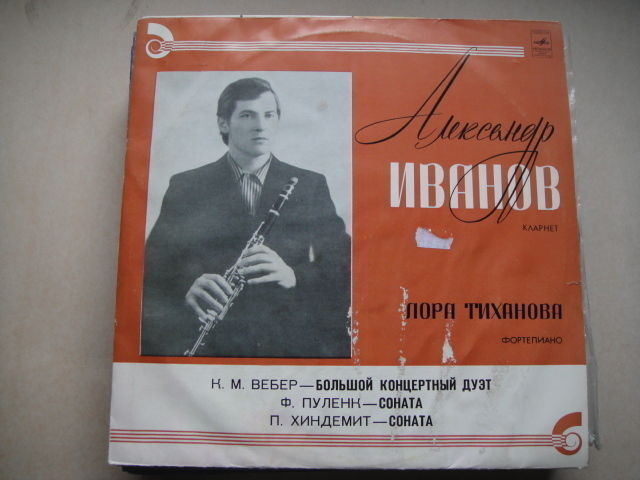 Александр
ИВАНОВ
КЛАРНЕТ
ЛОРА ТИХАНОВА
ФОРТЕПИАНО
К. М. ВЕБЕР—БОЛЬШОЙ КОНЦЕРТНЫЙ ДУЭТ
Ф. ПУЛЕНК—СОНАТА
П. ХИНДЕМИТ—СОНАТА